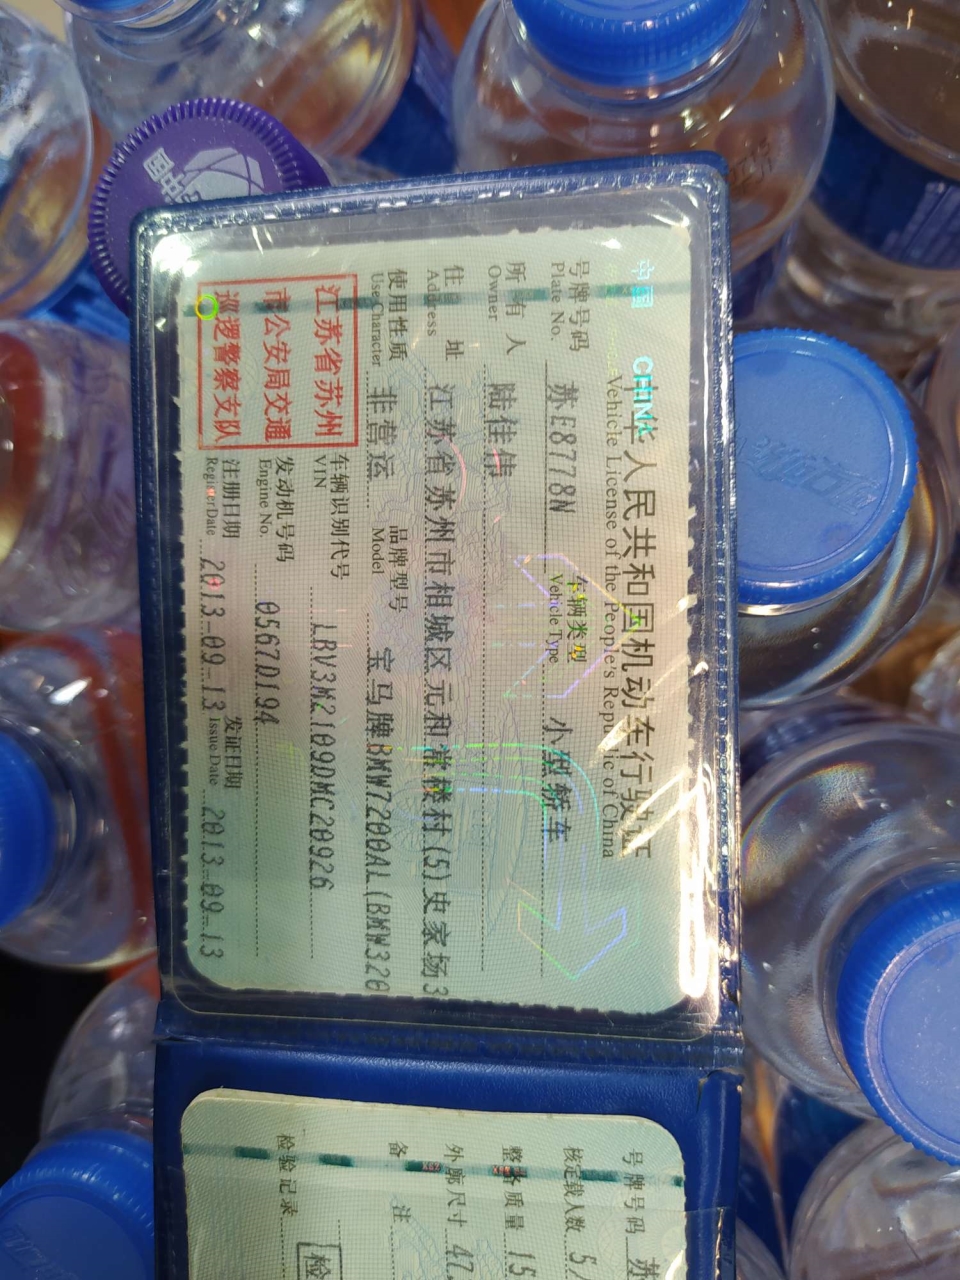 中国 CHINA
中华人民共和国机动车行驶证
Vehicle License of the People's Republic of China
号牌号码 苏E8778N 车辆类型 小型轿车
Plate No. Vehicle Type
所有人 陆佳伟
Owner
住址 江苏省苏州市相城区元和常楼村(5)史家场3
Address
使用性质 非营运 品牌型号 宝马牌BMW7200AL(BMW320
Use Character Model
江苏省苏州
市公安局交通
巡逻警察支队
车辆识别代号 LBV3M2109DMC20926
VIN
发动机号码 0567D194
Engine No.
注册日期 2013-09-13 发证日期 2013-09-13
Register Date Issue Date
号牌号码 苏
核定载人数 5
整备质量 15
外廓尺寸 47
备注
检验记录 检